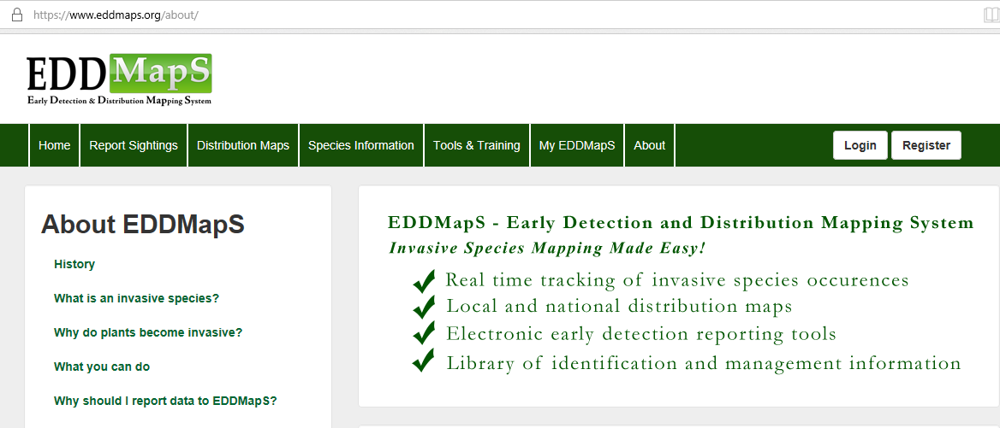 https://www.eddmaps.org/about/
EDDMapS
Early Detection & Distribution Mapping System
Home Report Sightings Distribution Maps Species Information Tools & Training My EDDMapS About Login Register
About EDDMapS
History
What is an invasive species?
Why do plants become invasive?
What you can do
Why should I report data to EDDMapS?
EDDMapS - Early Detection and Distribution Mapping System
Invasive Species Mapping Made Easy!
Real time tracking of invasive species occurences
Local and national distribution maps
Electronic early detection reporting tools
Library of identification and management information